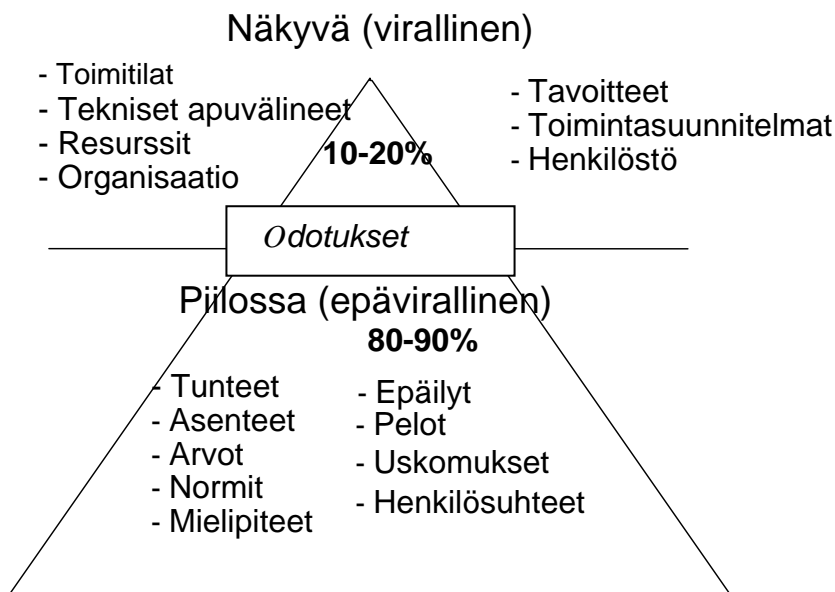 Näkyvä (virallinen)
- Toimitilat
- Tekniset apuvälineet
- Resurssit
- Organisaatio
- Tavoitteet
- Toimintasuunnitelmat
- Henkilöstö
10-20%
Odotukset
Piilossa (epävirallinen)
80-90%
- Tunteet
- Asenteet
- Arvot
- Normit
- Mielipiteet
- Epäilyt
- Pelot
- Uskomukset
- Henkilösuhteet